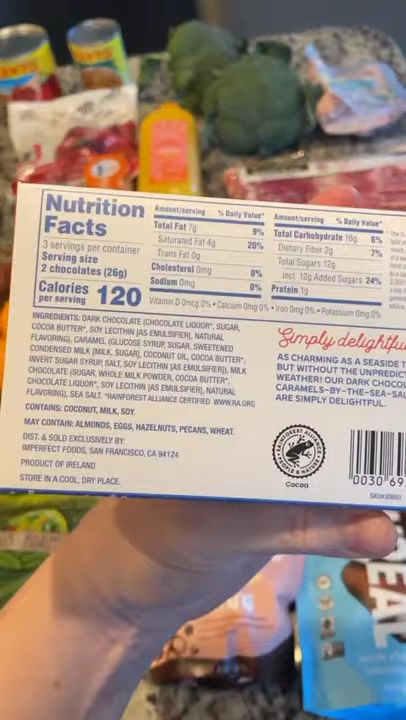 Nutrition
Facts
3 servings per container
Serving size
2 chocolates (26g)
Calories
per serving 120
Amount/serving % Daily Value*
Total Fat 7g 9%
Saturated Fat 4g 20%
Trans Fat 0g
Cholesterol 0mg 0%
Sodium 0mg 0%
Amount/serving % Daily Value*
Total Carbohydrate 16g 6%
Dietary Fiber 2g 7%
Total Sugars 12g
Incl. 12g Added Sugars 24%
Protein 1g
Vitamin D 0mcg 0% • Calcium 0mg 0% • Iron 0mg 0% • Potassium 0mg 0%
INGREDIENTS: DARK CHOCOLATE (CHOCOLATE LIQUOR*, SUGAR,
COCOA BUTTER*, SOY LECITHIN [AS EMULSIFIER], NATURAL
FLAVORING), CARAMEL (GLUCOSE SYRUP, SUGAR, SWEETENED
CONDENSED MILK [MILK, SUGAR], COCONUT OIL, COCOA BUTTER*,
INVERT SUGAR SYRUP, SALT, SOY LECITHIN [AS EMULSIFIER]), MILK
CHOCOLATE (SUGAR, WHOLE MILK POWDER, COCOA BUTTER*,
CHOCOLATE LIQUOR*, SOY LECITHIN [AS EMULSIFIER], NATURAL
FLAVORING), SEA SALT. *RAINFOREST ALLIANCE CERTIFIED. WWW.RA.ORG
CONTAINS: COCONUT, MILK, SOY.
MAY CONTAIN: ALMONDS, EGGS, HAZELNUTS, PECANS, WHEAT.
DIST. & SOLD EXCLUSIVELY BY:
IMPERFECT FOODS, SAN FRANCISCO, CA 94124
PRODUCT OF IRELAND
STORE IN A COOL, DRY PLACE.
Simply delightfu
AS CHARMING AS A SEASIDE T
BUT WITHOUT THE UNPREDICT
WEATHER! OUR DARK CHOCOL
CARAMELS-BY-THE-SEA-SAL
ARE SIMPLY DELIGHTFUL.
RAINFOREST ALLIANCE
PEOPLE & NATURE
Cocoa
0030 69